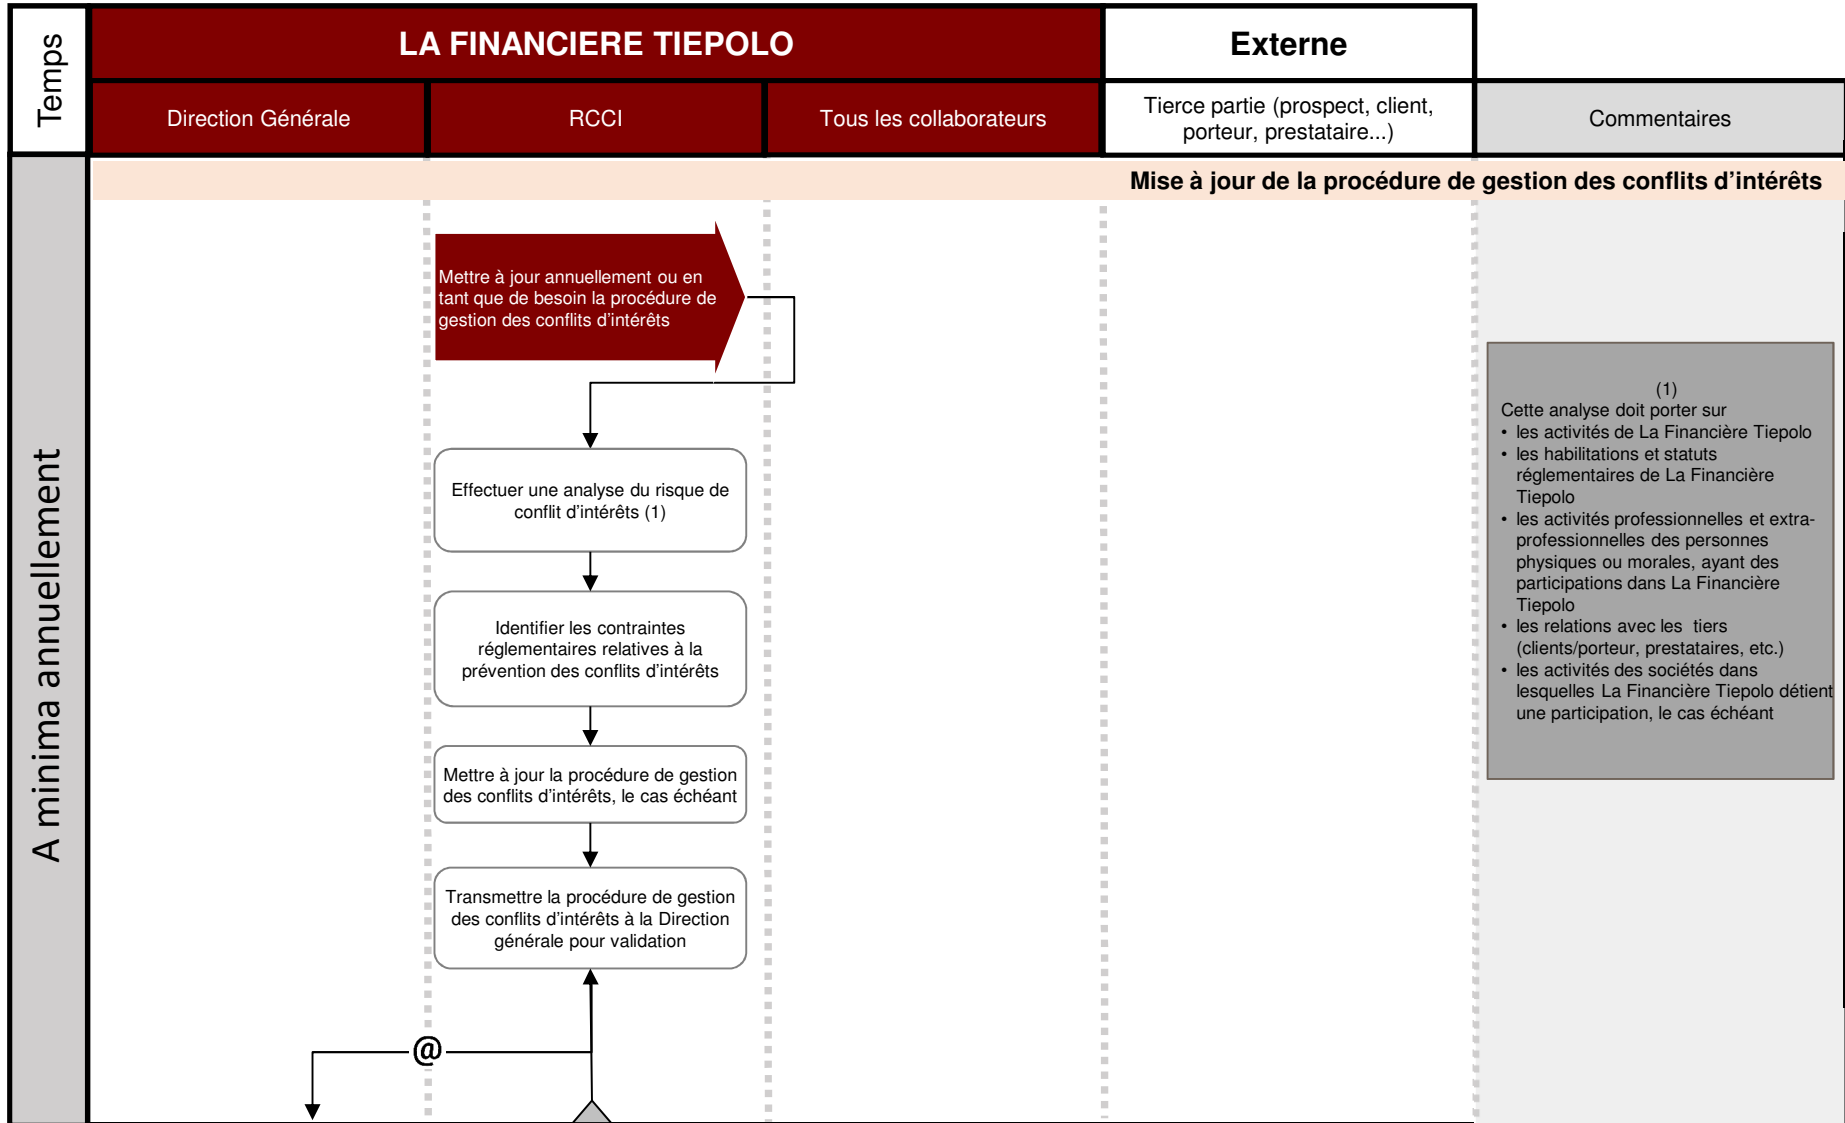 Temps
LA FINANCIERE TIEPOLO
Externe
Direction Générale
RCCI
Tous les collaborateurs
Tierce partie (prospect, client,
porteur, prestataire...)
Commentaires
A minima annuellement
Mise à jour de la procédure de gestion des conflits d’intérêts
Mettre à jour annuellement ou en
tant que de besoin la procédure de
gestion des conflits d’intérêts
Effectuer une analyse du risque de
conflit d’intérêts (1)
Identifier les contraintes
réglementaires relatives à la
prévention des conflits d’intérêts
Mettre à jour la procédure de gestion
des conflits d’intérêts, le cas échéant
Transmettre la procédure de gestion
des conflits d’intérêts à la Direction
générale pour validation
@
(1)
Cette analyse doit porter sur
• les activités de La Financière Tiepolo
• les habilitations et statuts
réglementaires de La Financière
Tiepolo
• les activités professionnelles et extra-
professionnelles des personnes
physiques ou morales, ayant des
participations dans La Financière
Tiepolo
• les relations avec les tiers
(clients/porteur, prestataires, etc.)
• les activités des sociétés dans
lesquelles La Financière Tiepolo détient
une participation, le cas échéant